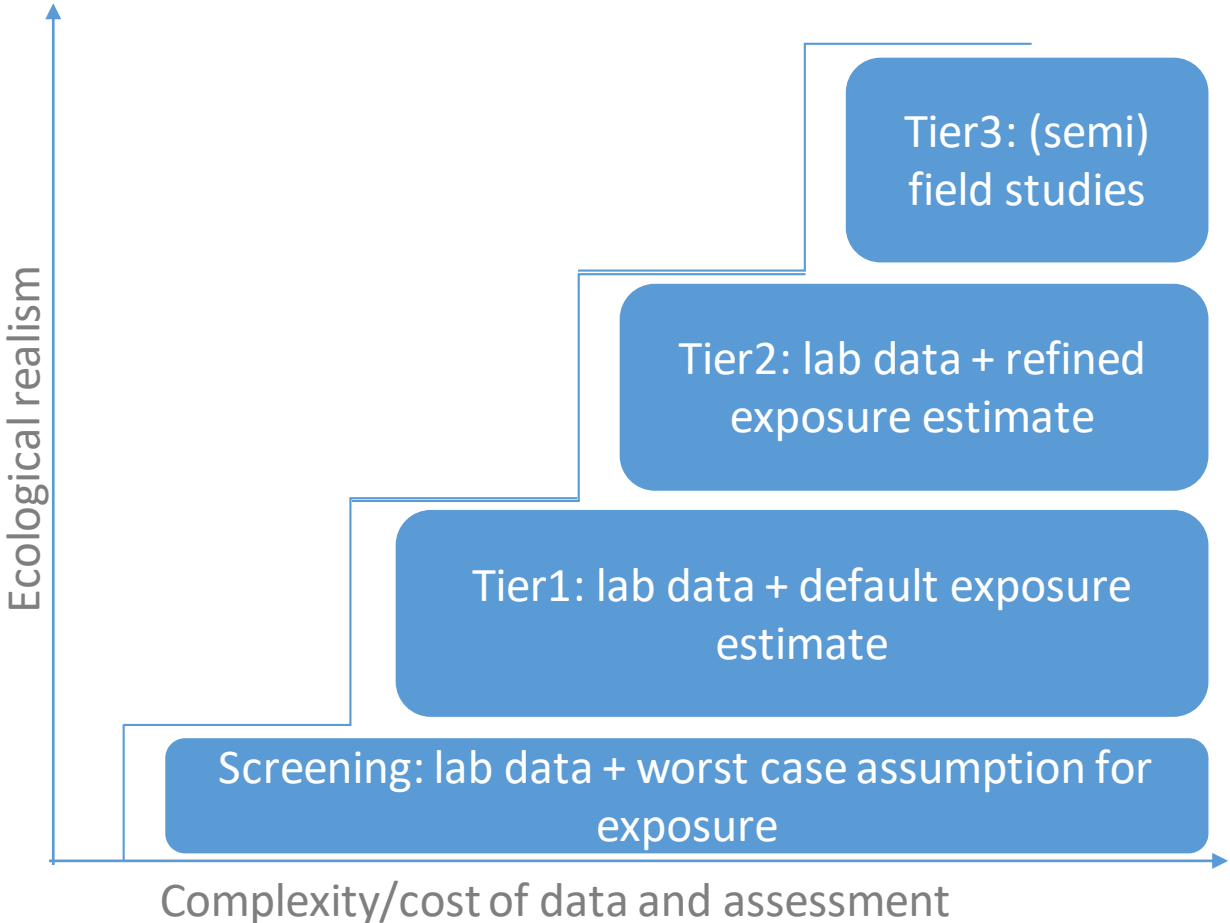 Tier3: (semi)
field studies
Tier2: lab data + refined
exposure estimate
Tier1: lab data + default exposure
estimate
Screening: lab data + worst case assumption for
exposure
Ecological realism
Complexity/cost of data and assessment